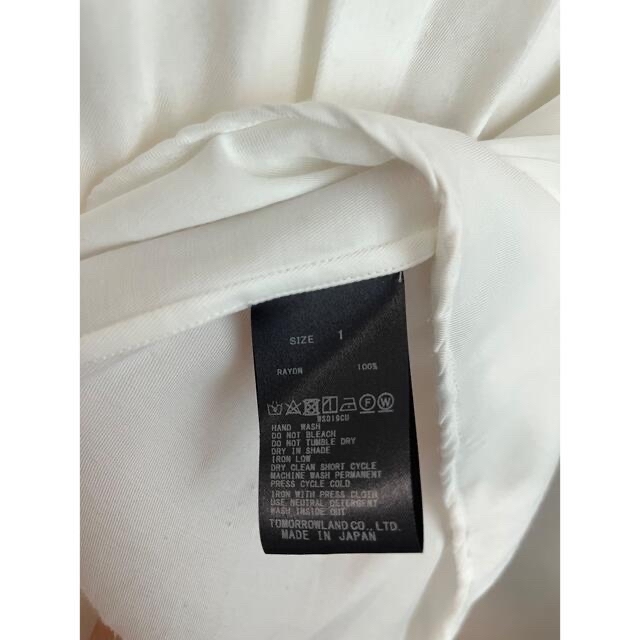 SIZE 1
RAYON 100%
F W
WSD19CU
HAND WASH
DO NOT BLEACH
DO NOT TUMBLE DRY
DRY IN SHADE
IRON LOW
DRY CLEAN SHORT CYCLE
MACHINE WASH PERMANENT
PRESS CYCLE COLD
IRON WITH PRESS CLOTH
USE NEUTRAL DETERGENT
WASH INSIDE OUT
TOMORROWLAND CO., LTD.
MADE IN JAPAN